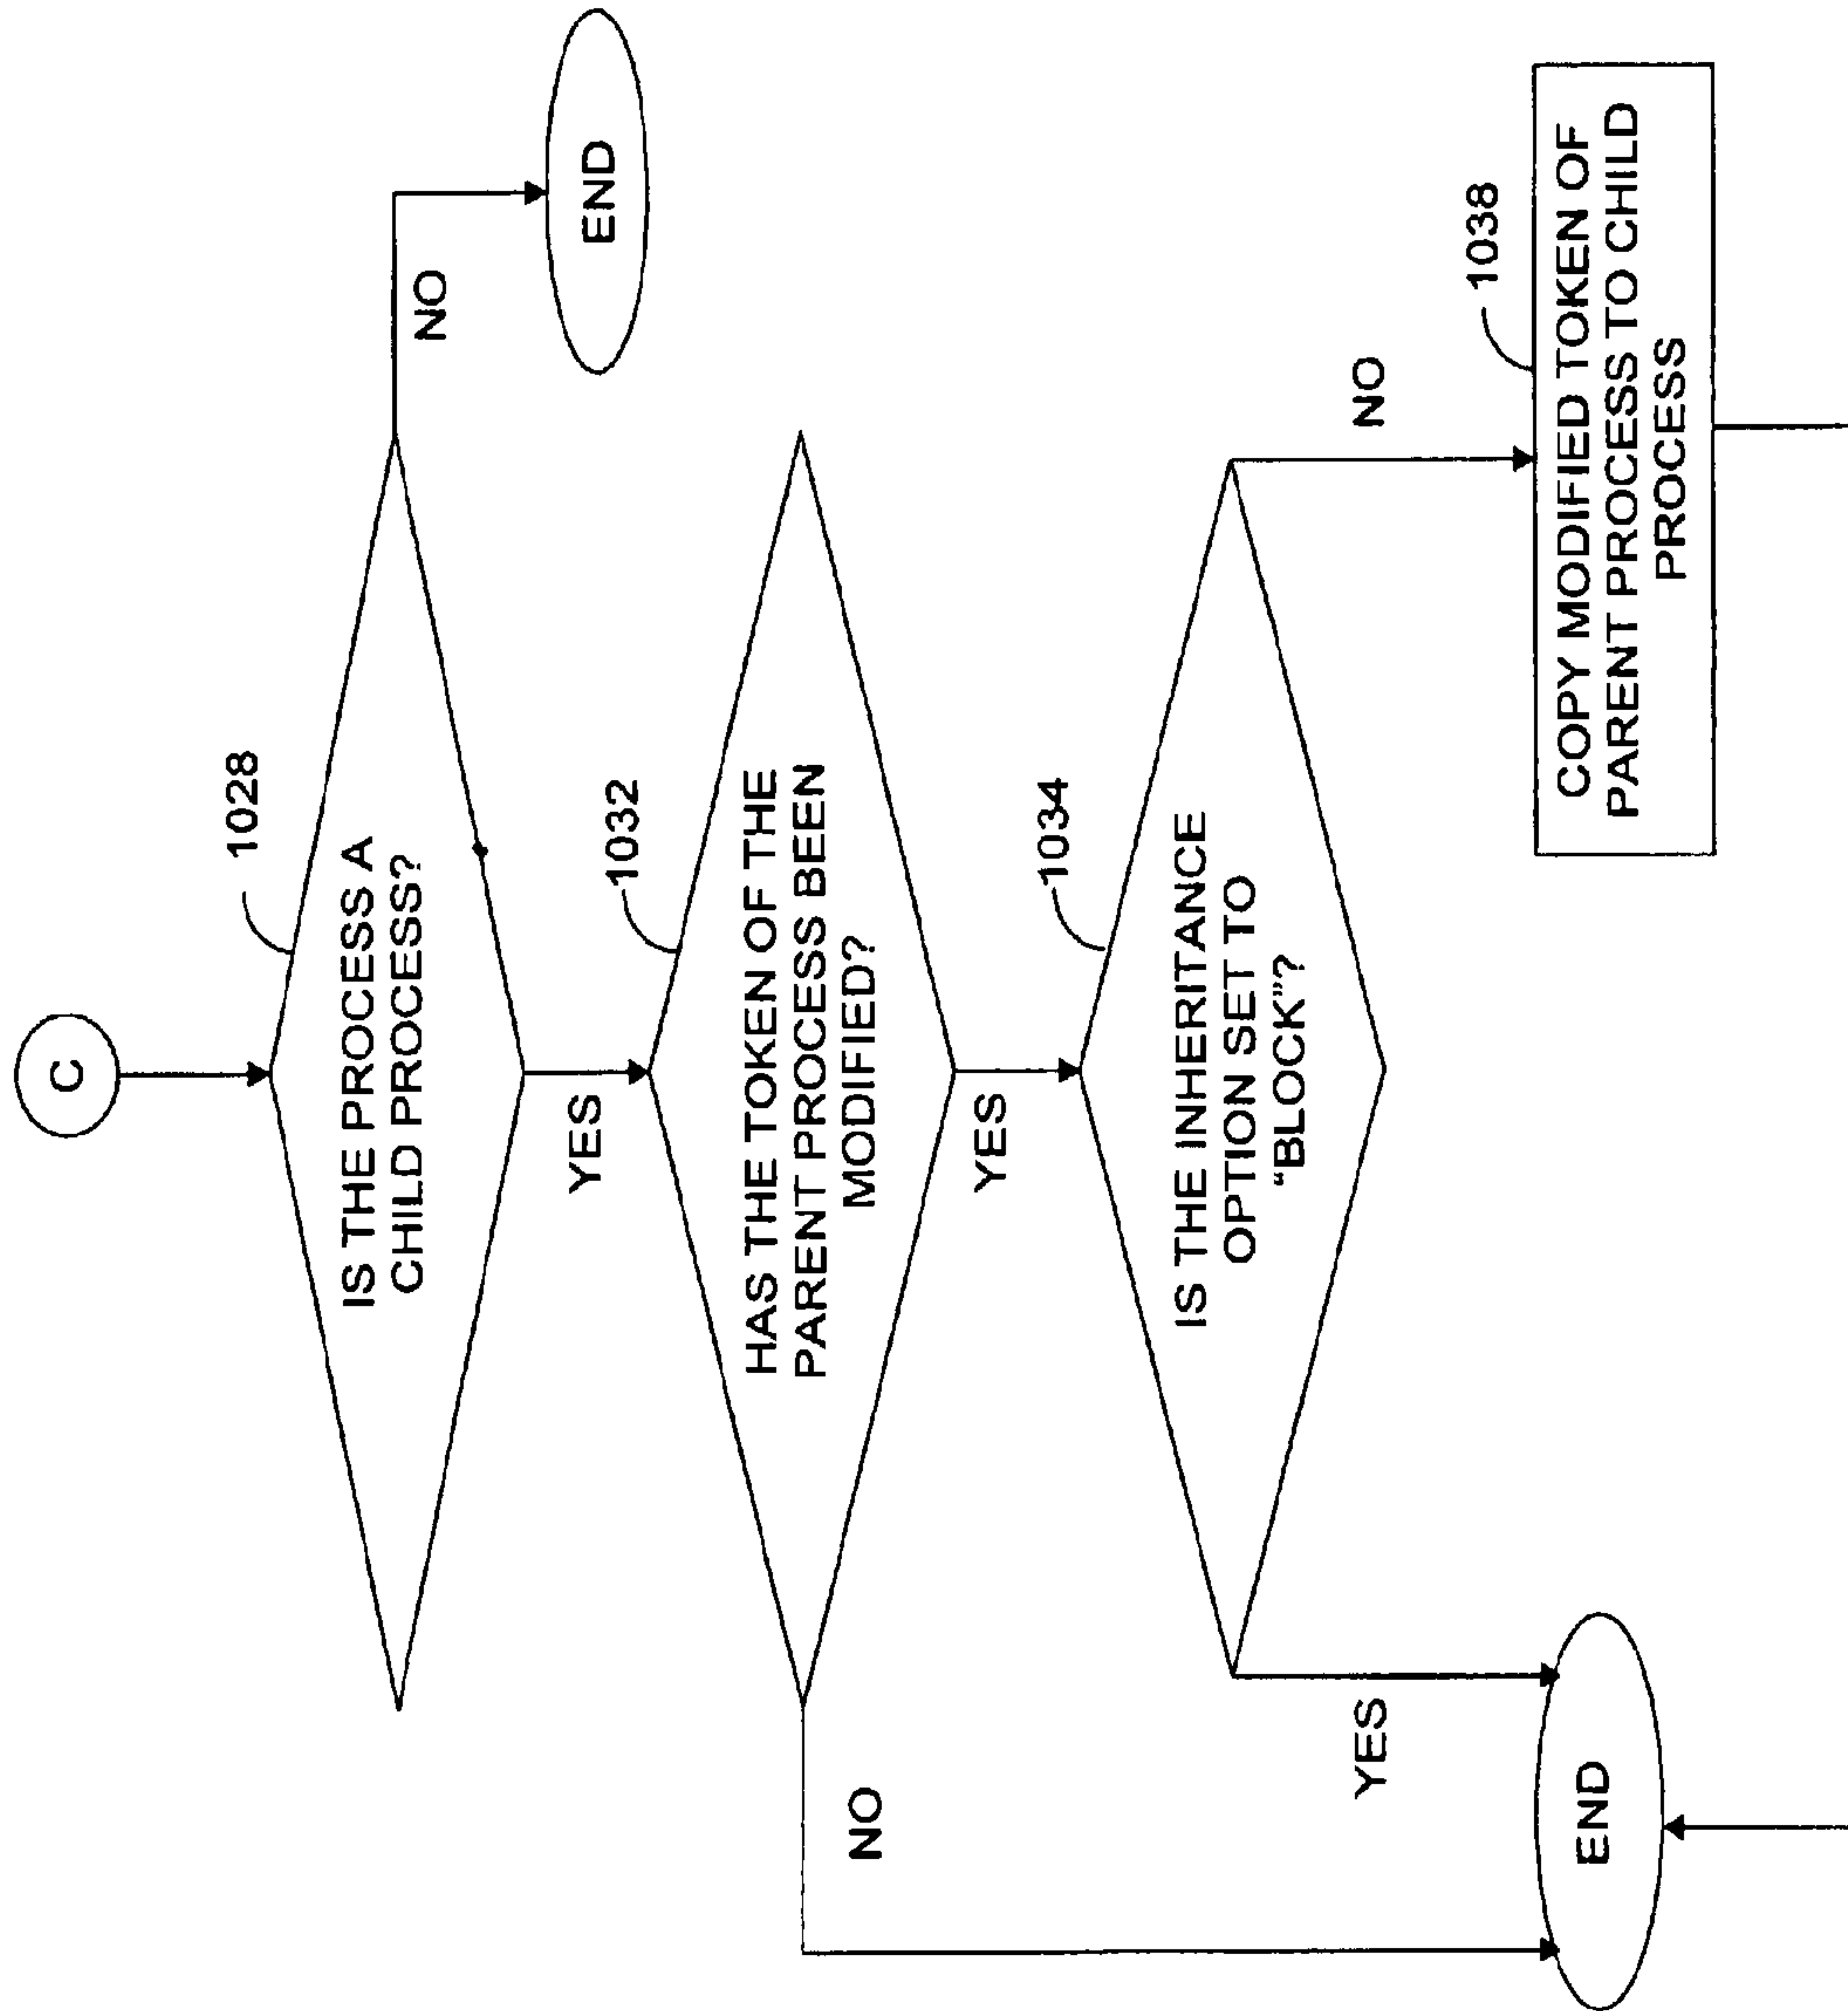 C
1028
IS THE PROCESS A
CHILD PROCESS?
NO
END
YES
1032
HAS THE TOKEN OF THE
PARENT PROCESS BEEN
MODIFIED?
NO
YES
1034
IS THE INHERITANCE
OPTION SET TO
"BLOCK"?
YES
NO
1038
COPY MODIFIED TOKEN OF
PARENT PROCESS TO CHILD
PROCESS
END